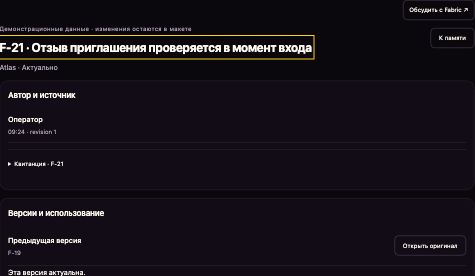 Обсудить с Fabric ↗
Демонстрационные данные · изменения остаются в макете
К памяти
F-21 · Отзыв приглашения проверяется в момент входа
Atlas · Актуально
Автор и источник
Оператор
09:24 · revision 1
▸ Квитанция · F-21
Версии и использование
Предыдущая версия
F-19
Открыть оригинал
Эта версия актуальна.